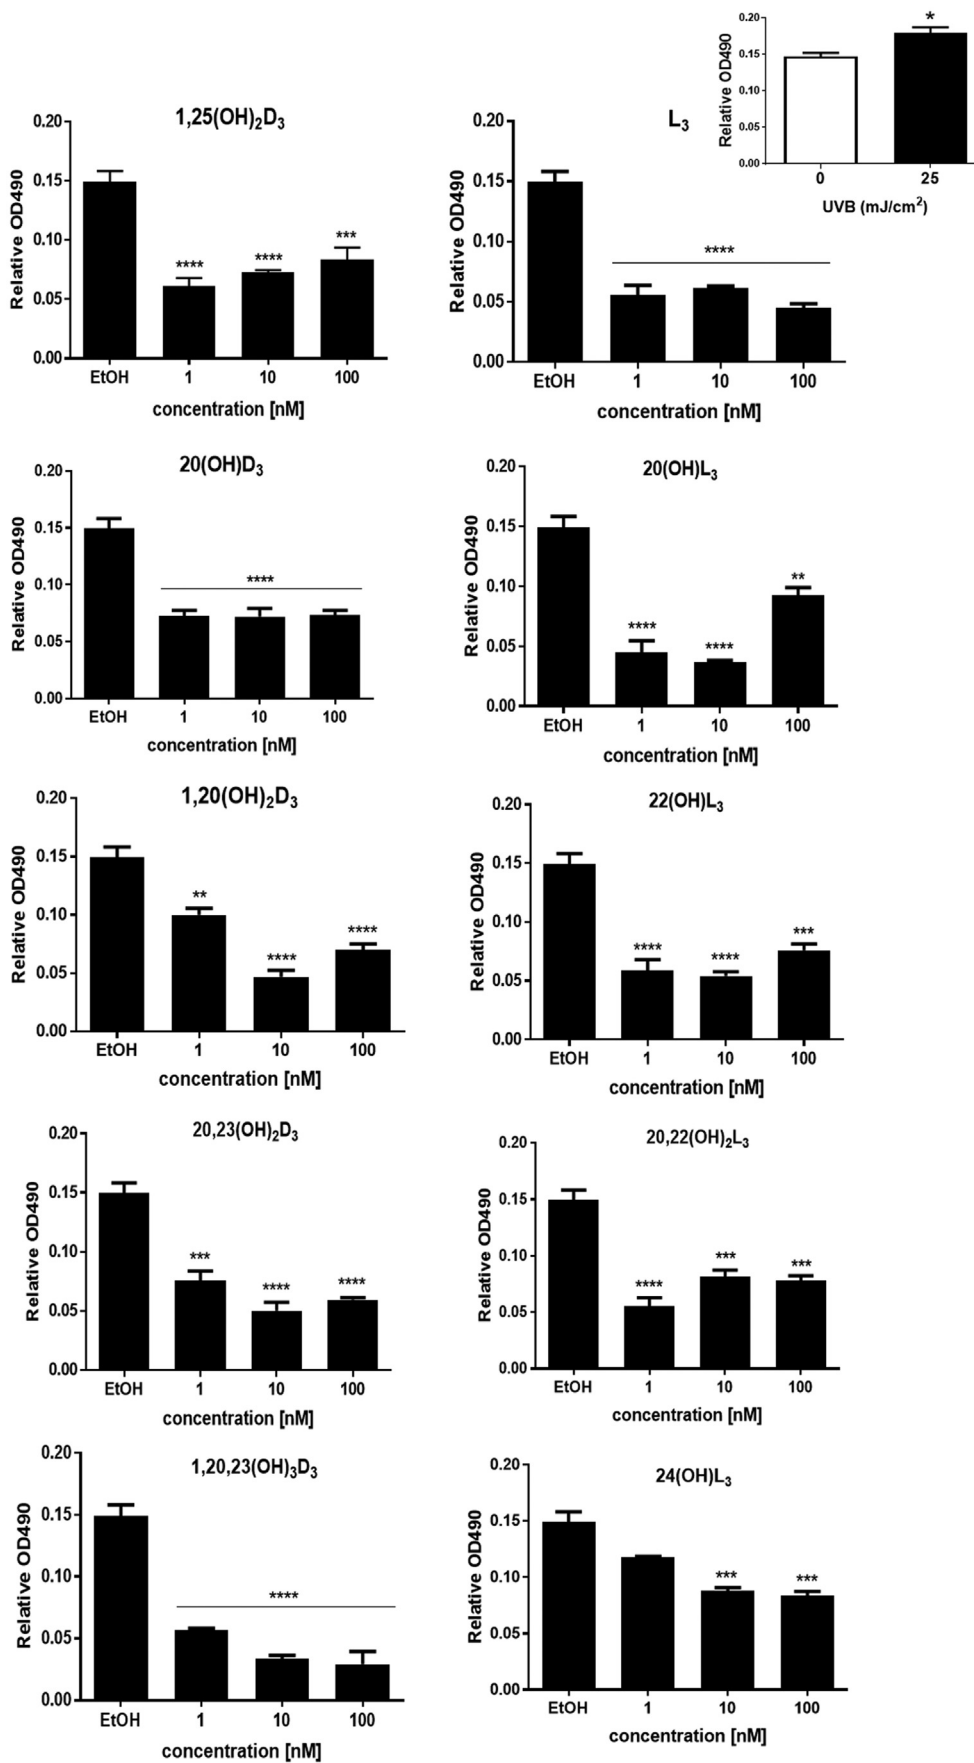 0.20
*
0.15
0.10
0.05
0.00
Relative OD490
0
25
UVB (mJ/cm²)
1,25(OH)₂D₃
0.20
0.15
0.10
0.05
0.00
Relative OD490
****
****
***
EtOH
1
10
100
concentration [nM]
L₃
0.20
0.15
0.10
0.05
0.00
Relative OD490
****
EtOH
1
10
100
concentration [nM]
20(OH)D₃
0.20
0.15
0.10
0.05
0.00
Relative OD490
****
EtOH
1
10
100
concentration [nM]
20(OH)L₃
0.20
0.15
0.10
0.05
0.00
Relative OD490
****
****
**
EtOH
1
10
100
concentration [nM]
1,20(OH)₂D₃
0.20
0.15
0.10
0.05
0.00
Relative OD490
**
****
****
EtOH
1
10
100
concentration [nM]
22(OH)L₃
0.20
0.15
0.10
0.05
0.00
Relative OD490
****
****
***
EtOH
1
10
100
concentration [nM]
20,23(OH)₂D₃
0.20
0.15
0.10
0.05
0.00
Relative OD490
***
****
****
EtOH
1
10
100
concentration [nM]
20,22(OH)₂L₃
0.20
0.15
0.10
0.05
0.00
Relative OD490
****
***
***
EtOH
1
10
100
concentration [nM]
1,20,23(OH)₃D₃
0.20
0.15
0.10
0.05
0.00
Relative OD490
****
EtOH
1
10
100
concentration [nM]
24(OH)L₃
0.20
0.15
0.10
0.05
0.00
Relative OD490
***
***
EtOH
1
10
100
concentration [nM]